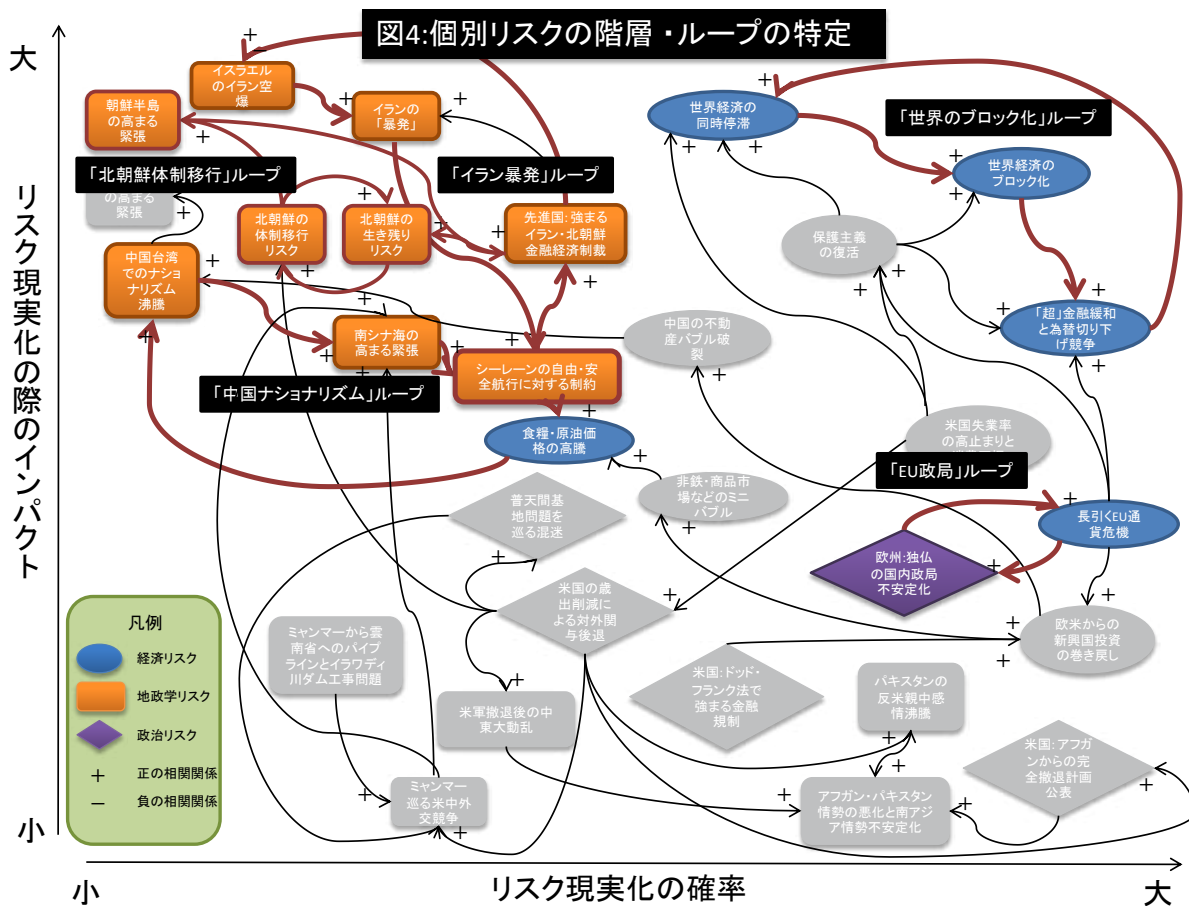 図4:個別リスクの階層・ループの特定
大
リスク現実化の際のインパクト
小
イスラエル
のイラン空
爆
朝鮮半島
の高まる
緊張
イランの
「暴発」
世界経済の
同時停滞
「世界のブロック化」ループ
世界経済の
ブロック化
「北朝鮮体制移行」ループ
「イラン暴発」ループ
の高まる
緊張
北朝鮮の
体制移行
リスク
北朝鮮の
生き残り
リスク
先進国:強まる
イラン・北朝鮮
金融経済制裁
保護主義
の復活
中国台湾
でのナショ
ナリズム
沸騰
南シナ海の
高まる緊張
中国の不動
産バブル破
裂
「超」金融緩和
と為替切り下
げ競争
シーレーンの自由・安
全航行に対する制約
「中国ナショナリズム」ループ
食糧・原油価
格の高騰
米国失業率
の高止まりと
「EU政局」ループ
非鉄・商品市
場などのミニ
バブル
普天間基
地問題を
巡る混迷
長引くEU通
貨危機
欧州:独仏
の国内政局
不安定化
米国の歳
出削減に
よる対外関
与後退
ミャンマーから雲
南省へのパイプ
ラインとイラワディ
川ダム工事問題
欧米からの
新興国投資
の巻き戻し
米国:ドッド・
フランク法で
強まる金融
規制
パキスタンの
反米親中感
情沸騰
米軍撤退後の中
東大動乱
米国:アフガ
ンからの完
全撤退計画
公表
ミャンマー
巡る米中外
交競争
アフガン・パキスタン
情勢の悪化と南アジ
ア情勢不安定化
凡例
経済リスク
地政学リスク
政治リスク
+ 正の相関関係
− 負の相関関係
小
リスク現実化の確率
大